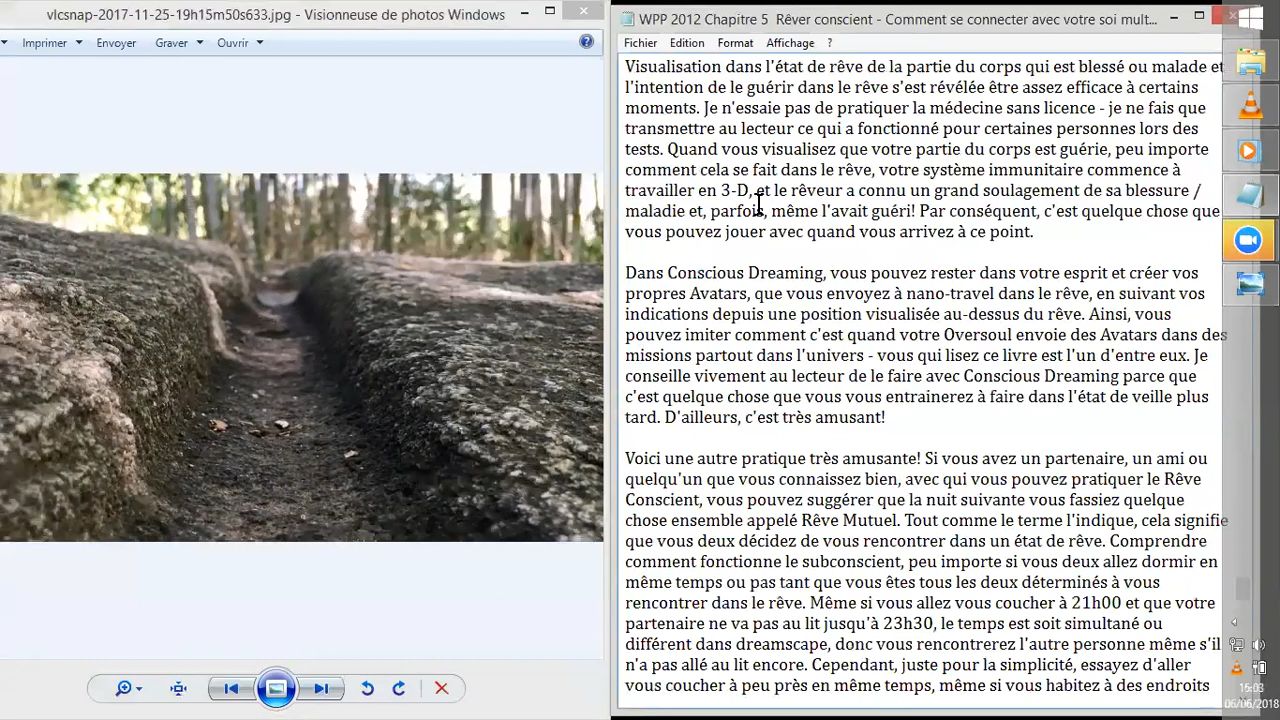 vlcsnap-2017-11-25-19h15m50s633.jpg - Visionneuse de photos Windows
Imprimer Envoyer Graver Ouvrir
WPP 2012 Chapitre 5 Rêver conscient - Comment se connecter avec votre soi mult...
Fichier Edition Format Affichage ?
Visualisation dans l'état de rêve de la partie du corps qui est blessé ou malade et
l'intention de le guérir dans le rêve s'est révélée être assez efficace à certains
moments. Je n'essaie pas de pratiquer la médecine sans licence - je ne fais que
transmettre au lecteur ce qui a fonctionné pour certaines personnes lors des
tests. Quand vous visualisez que votre partie du corps est guérie, peu importe
comment cela se fait dans le rêve, votre système immunitaire commence à
travailler en 3-D, et le rêveur a connu un grand soulagement de sa blessure /
maladie et, parfois, même l'avait guéri! Par conséquent, c'est quelque chose que
vous pouvez jouer avec quand vous arrivez à ce point.
Dans Conscious Dreaming, vous pouvez rester dans votre esprit et créer vos
propres Avatars, que vous envoyez à nano-travel dans le rêve, en suivant vos
indications depuis une position visualisée au-dessus du rêve. Ainsi, vous
pouvez imiter comment c'est quand votre Oversoul envoie des Avatars dans des
missions partout dans l'univers - vous qui lisez ce livre est l'un d'entre eux. Je
conseille vivement au lecteur de le faire avec Conscious Dreaming parce que
c'est quelque chose que vous vous entrainerez à faire dans l'état de veille plus
tard. D'ailleurs, c'est très amusant!
Voici une autre pratique très amusante! Si vous avez un partenaire, un ami ou
quelqu'un que vous connaissez bien, avec qui vous pouvez pratiquer le Rêve
Conscient, vous pouvez suggérer que la nuit suivante vous fassiez quelque
chose ensemble appelé Rêve Mutuel. Tout comme le terme l'indique, cela signifie
que vous deux décidez de vous rencontrer dans un état de rêve. Comprendre
comment fonctionne le subconscient, peu importe si vous deux allez dormir en
même temps ou pas tant que vous êtes tous les deux déterminés à vous
rencontrer dans le rêve. Même si vous allez vous coucher à 21h00 et que votre
partenaire ne va pas au lit jusqu'à 23h30, le temps est soit simultané ou
différent dans dreamscape, donc vous rencontrerez l'autre personne même s'il
n'a pas allé au lit encore. Cependant, juste pour la simplicité, essayez d'aller
vous coucher à peu près en même temps, même si vous habitez à des endroits
15:03
06/06/2018